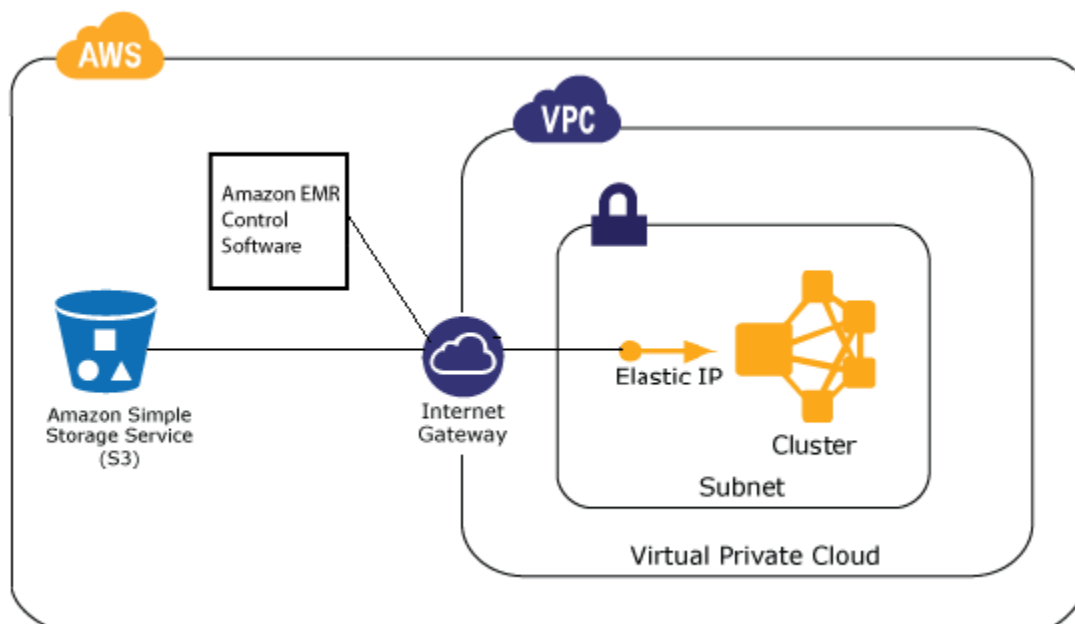 AWS
VPC
Amazon EMR
Control
Software
Elastic IP
Internet
Gateway
Amazon Simple
Storage Service
(S3)
Cluster
Subnet
Virtual Private Cloud